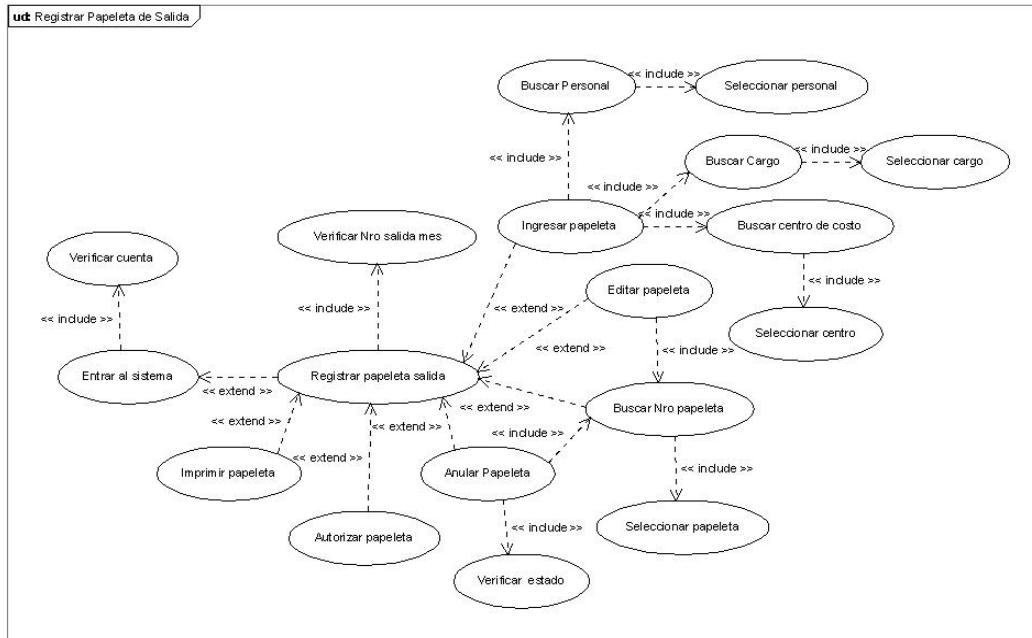 ud: Registrar Papeleta de Salida
Buscar Personal
<< include >>
Seleccionar personal
<< include >>
Buscar Cargo
<< include >>
Seleccionar cargo
<< include >>
Ingresar papeleta
<< include >>
Buscar centro de costo
Verificar Nro salida mes
Verificar cuenta
<< include >>
Editar papeleta
<< include >>
<< include >>
<< extend >>
Seleccionar centro
<< extend >>
<< include >>
Entrar al sistema
<< extend >>
Registrar papeleta salida
<< extend >>
Buscar Nro papeleta
<< extend >>
<< extend >>
<< include >>
<< extend >>
Imprimir papeleta
Anular Papeleta
<< include >>
Autorizar papeleta
<< include >>
Seleccionar papeleta
Verificar estado